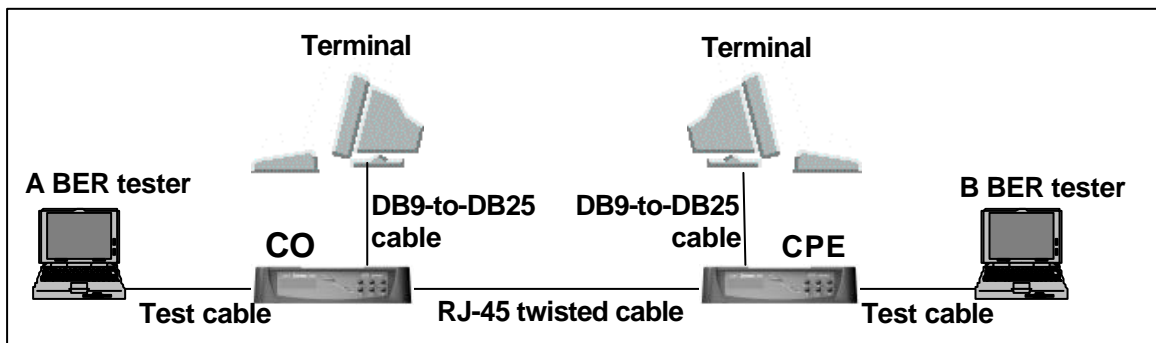 Terminal
Terminal
A BER tester
B BER tester
DB9-to-DB25
cable
DB9-to-DB25
cable
CO
CPE
Test cable
RJ-45 twisted cable
Test cable